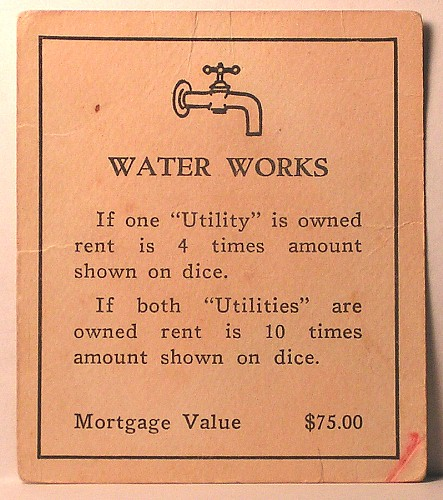 WATER WORKS
If one “Utility” is owned
rent is 4 times amount
shown on dice.
If both “Utilities” are
owned rent is 10 times
amount shown on dice.
Mortgage Value $75.00